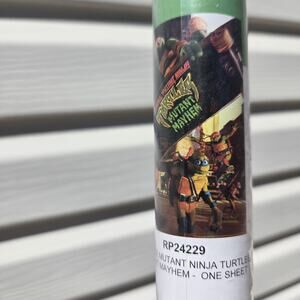 MUTANT
MAYHEM
RP24229
MUTANT NINJA TURTLES
MAYHEM - ONE SHEET